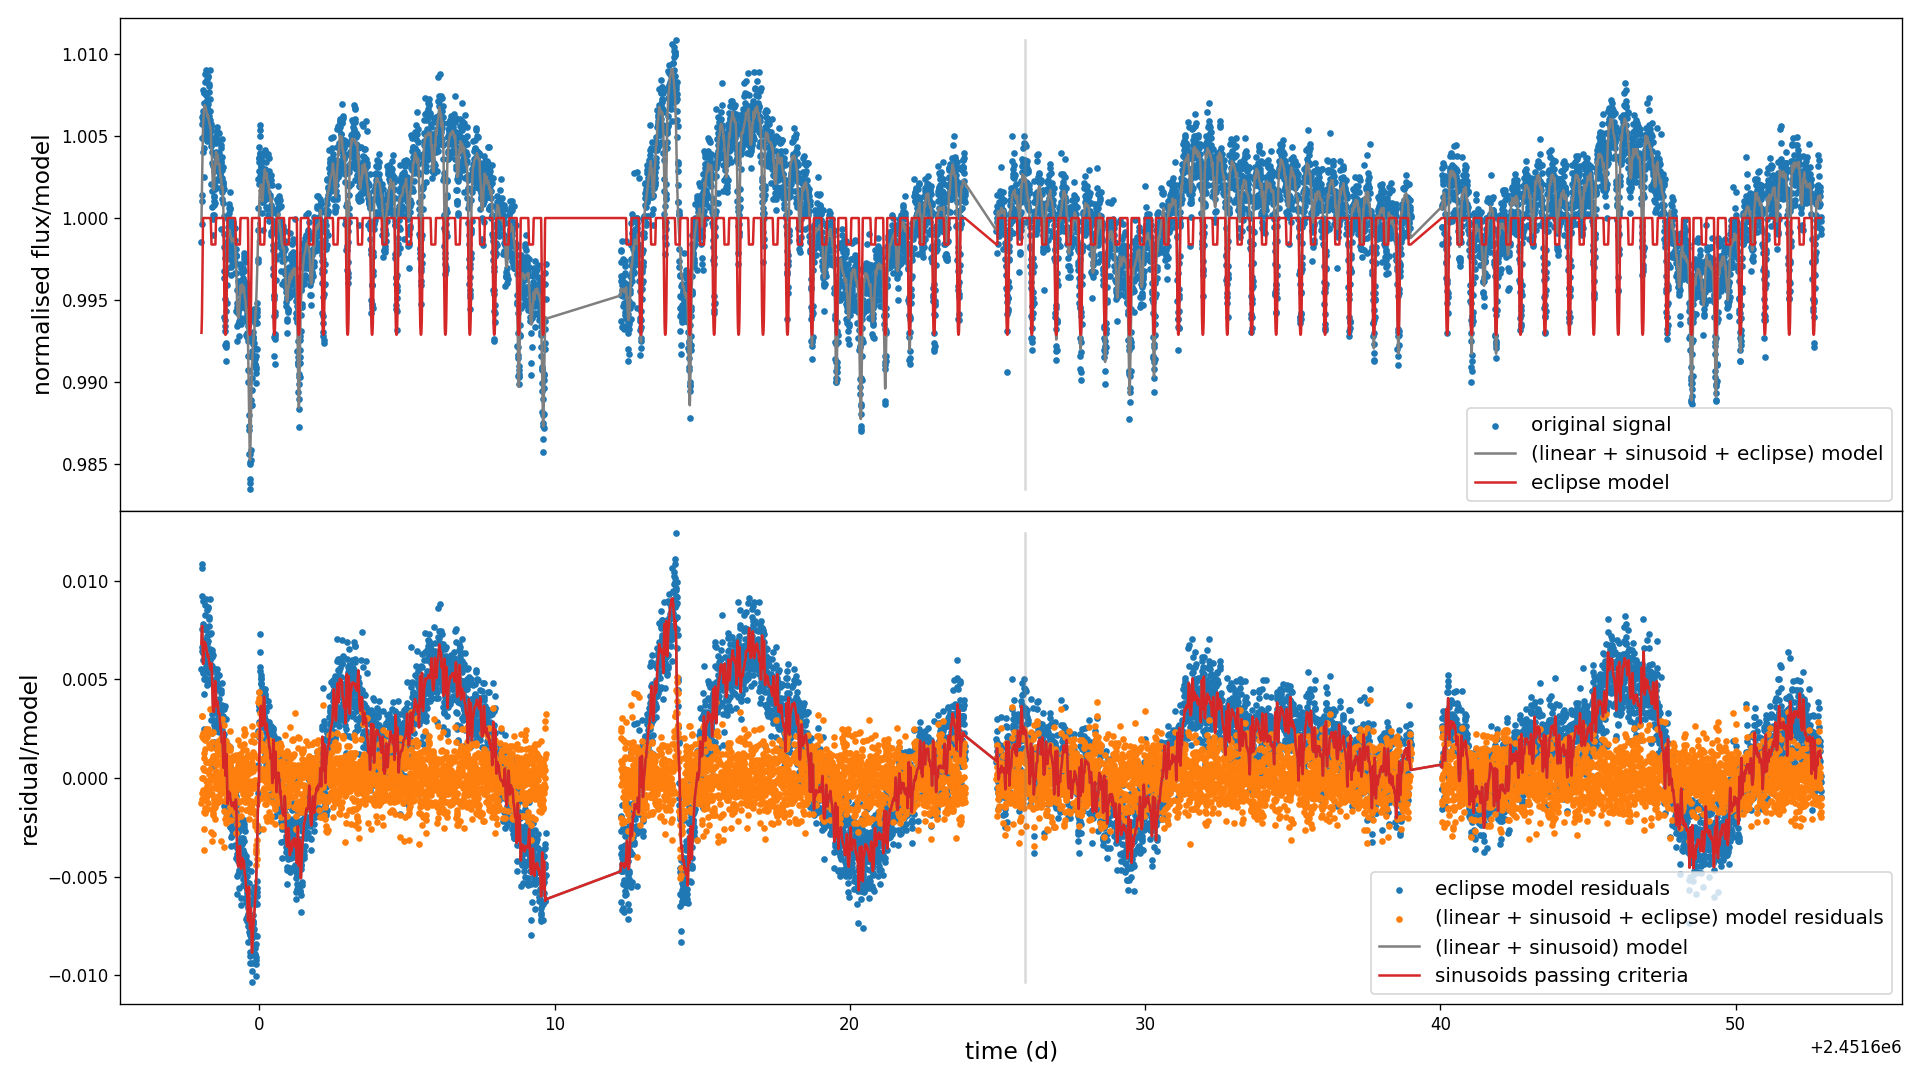 normalised flux/model
1.010
1.005
1.000
0.995
0.990
0.985
original signal
(linear + sinusoid + eclipse) model
eclipse model
residual/model
0.010
0.005
0.000
−0.005
−0.010
eclipse model residuals
(linear + sinusoid + eclipse) model residuals
(linear + sinusoid) model
sinusoids passing criteria
0 10 20 30 40 50
time (d)
+2.4516e6